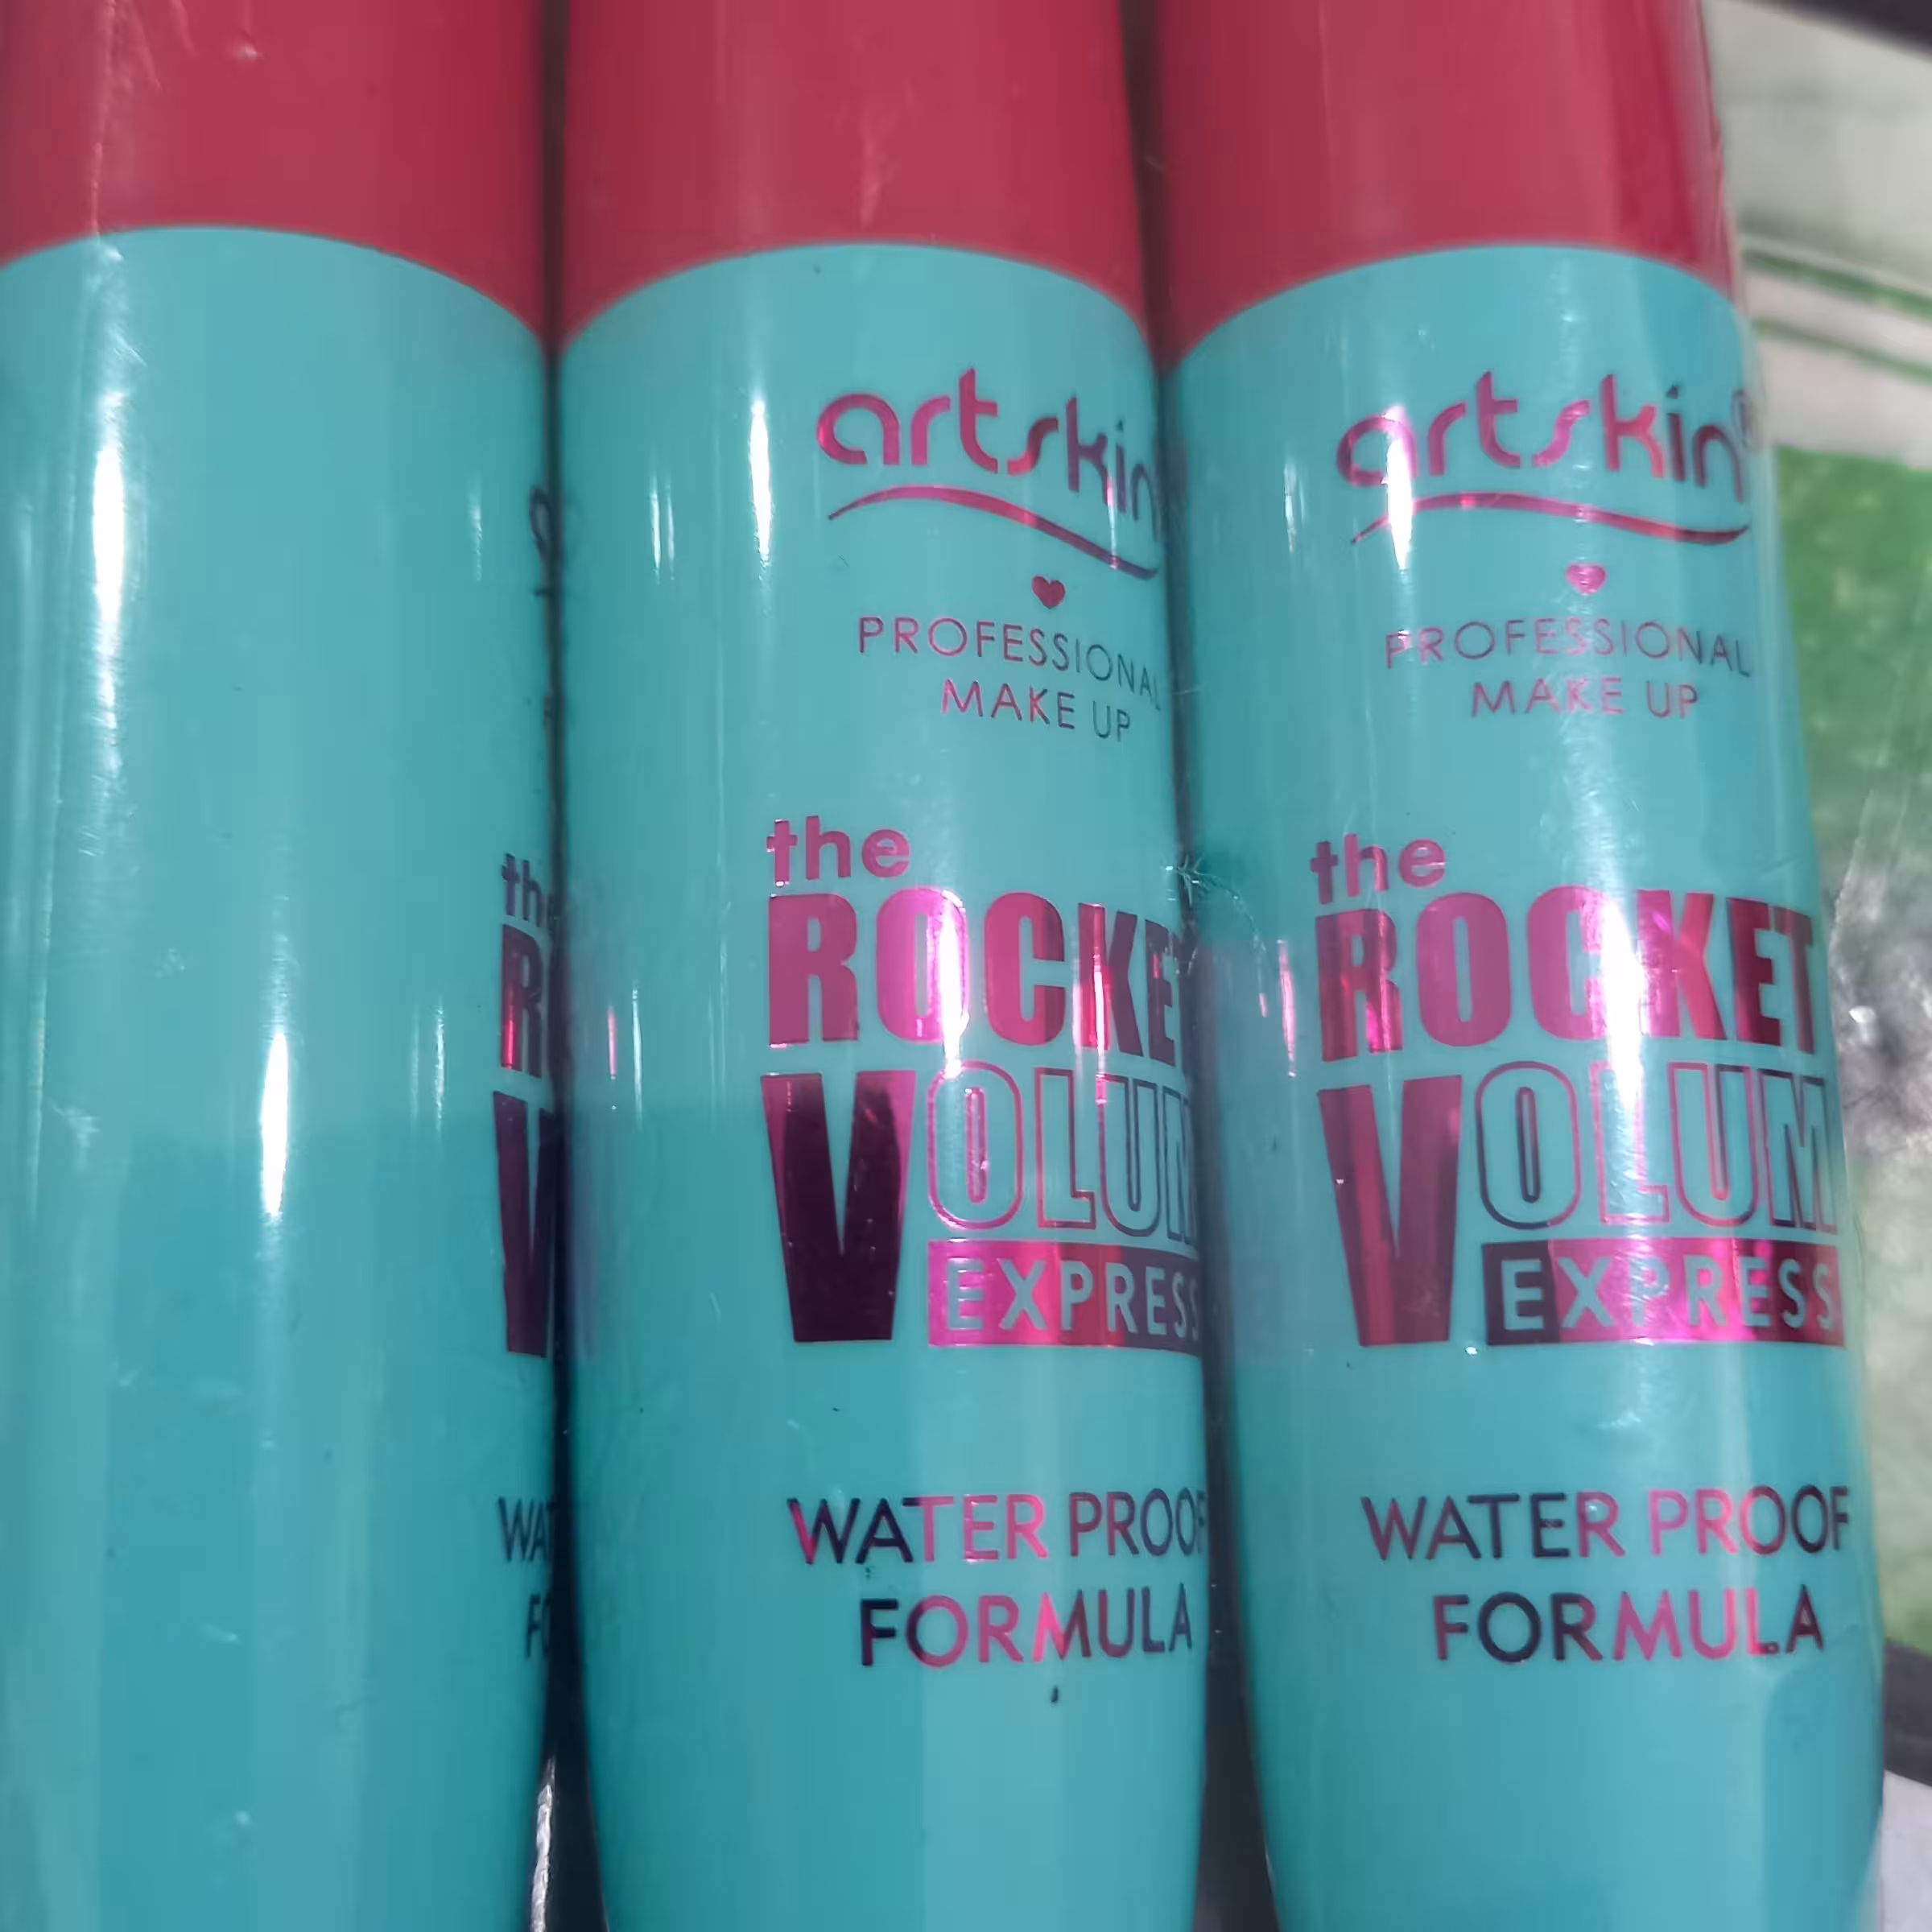 artskin
PROFESSIONAL
MAKE UP
the
ROCKET
VOLUM
EXPRESS
WATER PROOF
FORMULA
artskin®
PROFESSIONAL
MAKE UP
the
ROCKET
VOLUM
EXPRESS
WATER PROOF
FORMULA